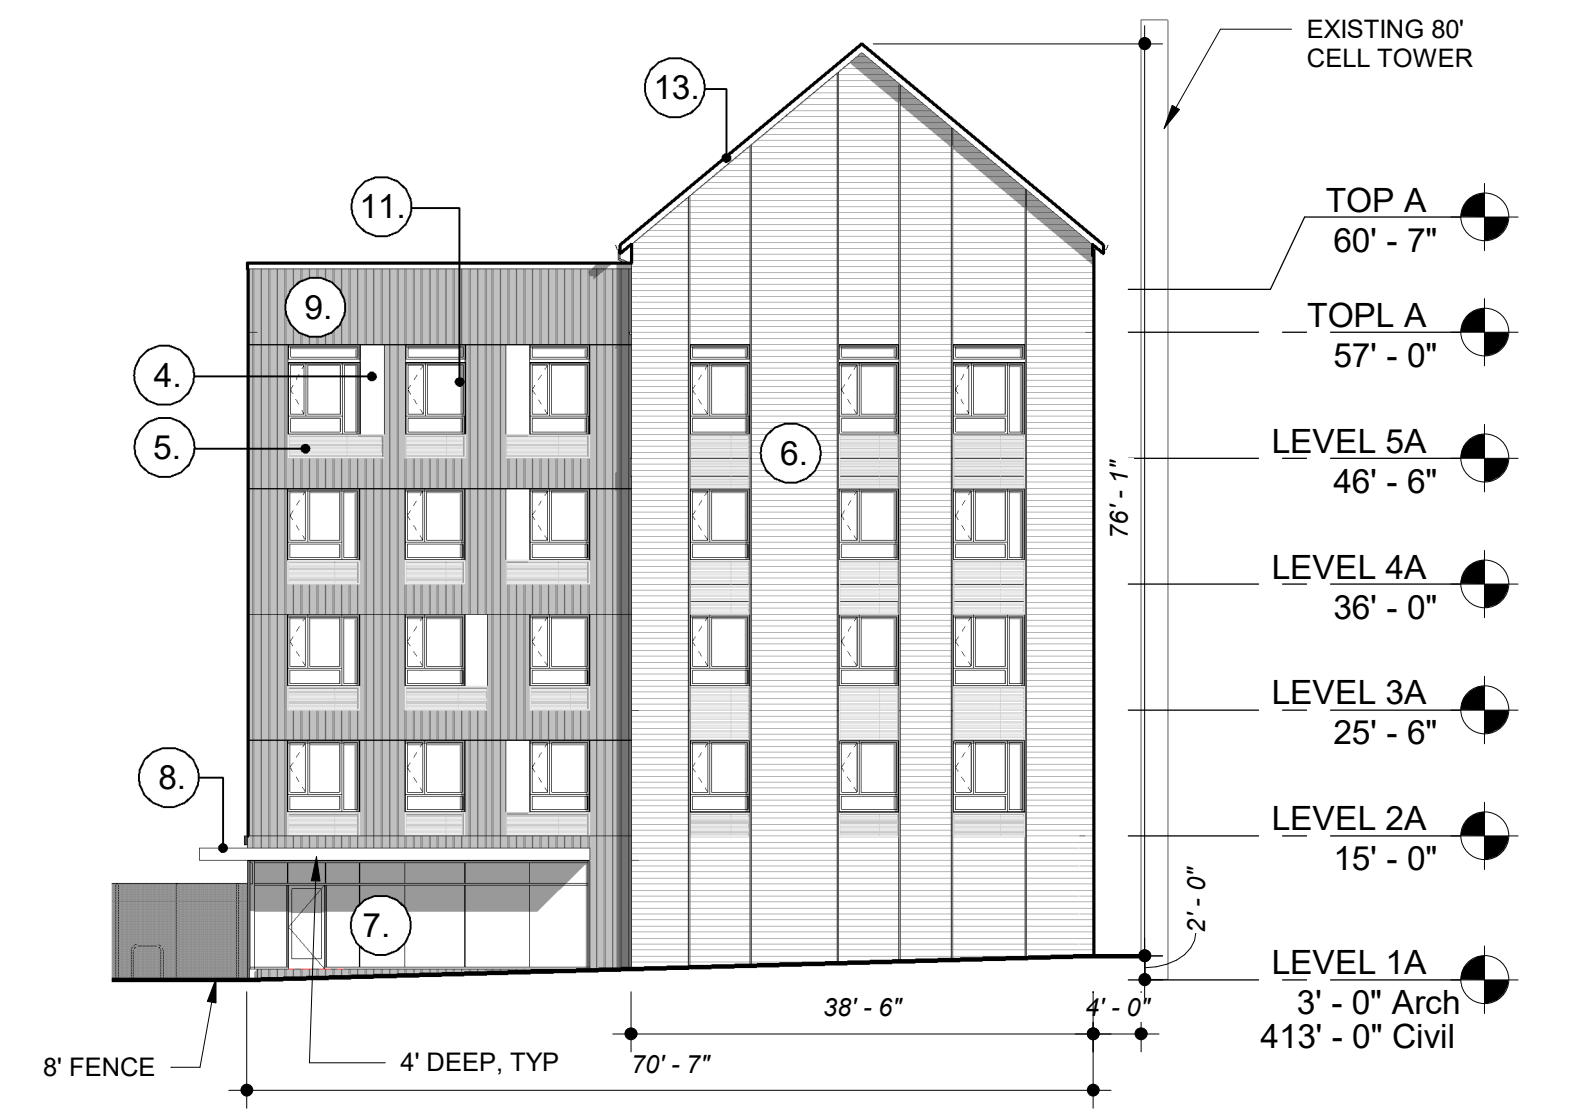 EXISTING 80'
CELL TOWER
13.
11.
TOP A
60' - 7"
9.
TOPL A
57' - 0"
4.
5.
6.
LEVEL 5A
46' - 6"
76' - 1"
LEVEL 4A
36' - 0"
LEVEL 3A
25' - 6"
8.
LEVEL 2A
15' - 0"
7.
2' - 0"
LEVEL 1A
3' - 0" Arch
413' - 0" Civil
38' - 6"
4' - 0"
8' FENCE
4' DEEP, TYP
70' - 7"